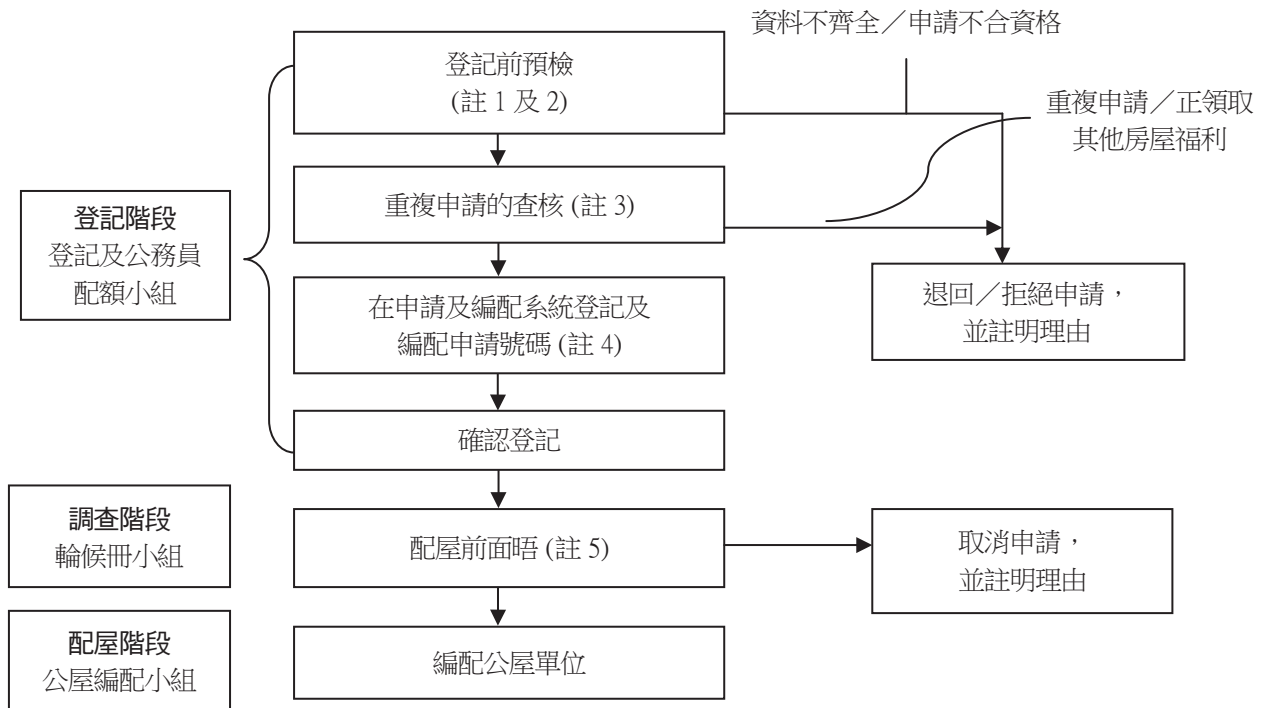 資料不齊全／申請不合資格
登記前預檢
(註 1 及 2)
重複申請／正領取
其他房屋福利
重複申請的查核 (註 3)
登記階段
登記及公務員
配額小組
在申請及編配系統登記及
編配申請號碼 (註 4)
退回／拒絕申請，
並註明理由
確認登記
調查階段
輪候冊小組
配屋前面晤 (註 5)
取消申請，
並註明理由
配屋階段
公屋編配小組
編配公屋單位